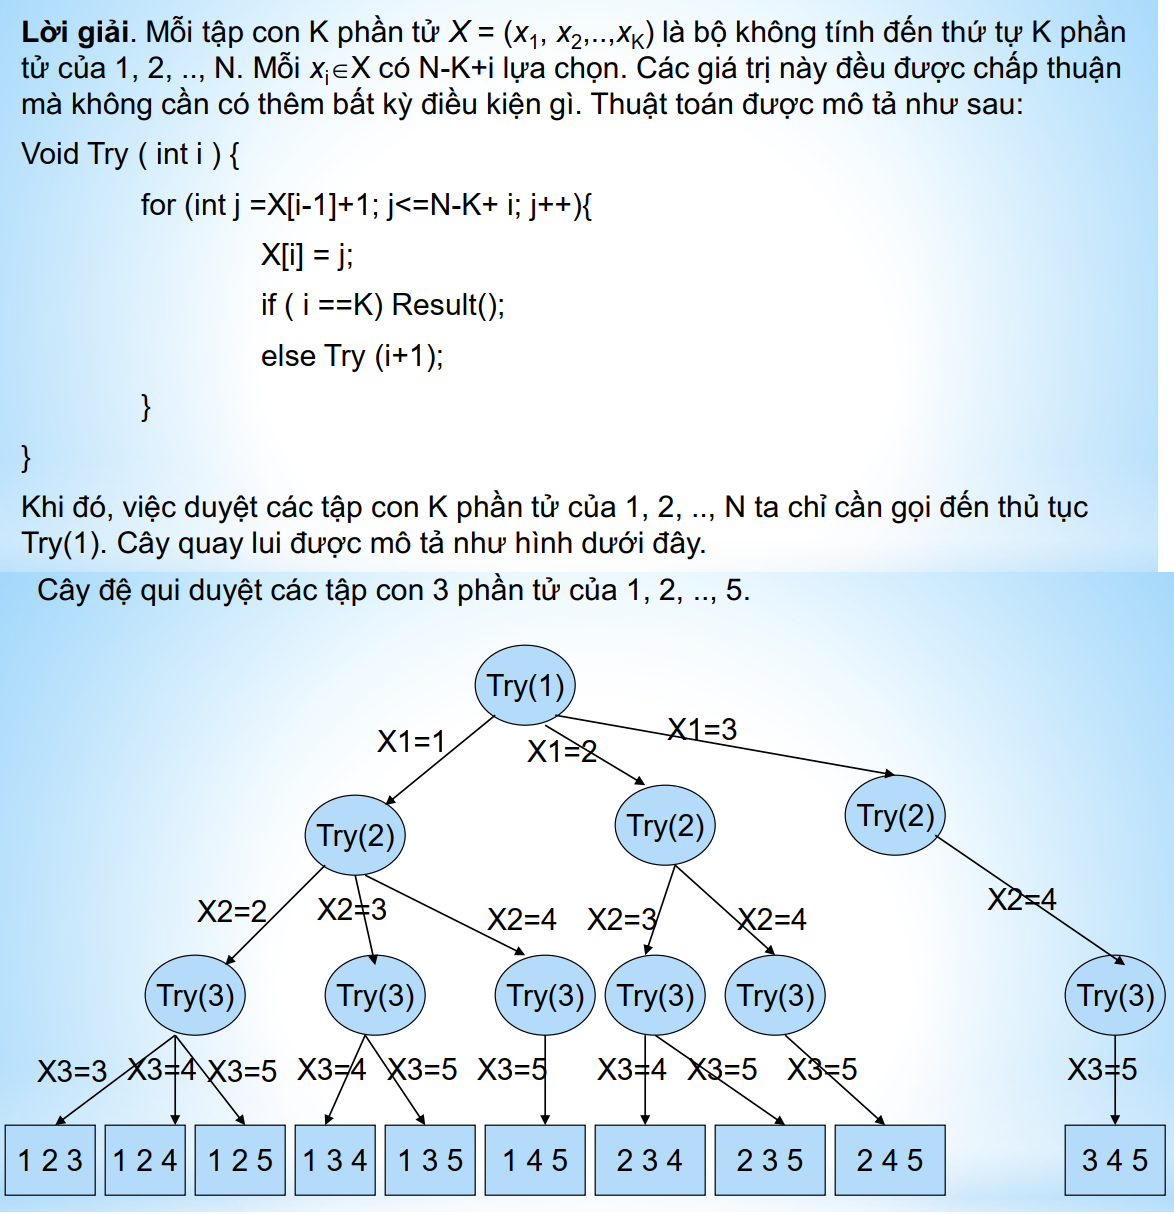 Lời giải. Mỗi tập con K phần tử X = (x1, x2,..,xK) là bộ không tính đến thứ tự K phần
tử của 1, 2, .., N. Mỗi xi∈X có N-K+i lựa chọn. Các giá trị này đều được chấp thuận
mà không cần có thêm bất kỳ điều kiện gì. Thuật toán được mô tả như sau:
Void Try ( int i ) {
for (int j =X[i-1]+1; j<=N-K+ i; j++){
X[i] = j;
if ( i ==K) Result();
else Try (i+1);
}
}
Khi đó, việc duyệt các tập con K phần tử của 1, 2, .., N ta chỉ cần gọi đến thủ tục
Try(1). Cây quay lui được mô tả như hình dưới đây.
Cây đệ qui duyệt các tập con 3 phần tử của 1, 2, .., 5.
Try(1)
X1=1 X1=2 X1=3
Try(2) Try(2) Try(2)
X2=2 X2=3 X2=4 X2=3 X2=4 X2=4
Try(3) Try(3) Try(3) Try(3) Try(3) Try(3)
X3=3 X3=4 X3=5 X3=4 X3=5 X3=5 X3=4 X3=5 X3=5 X3=5
1 2 3 1 2 4 1 2 5 1 3 4 1 3 5 1 4 5 2 3 4 2 3 5 2 4 5 3 4 5